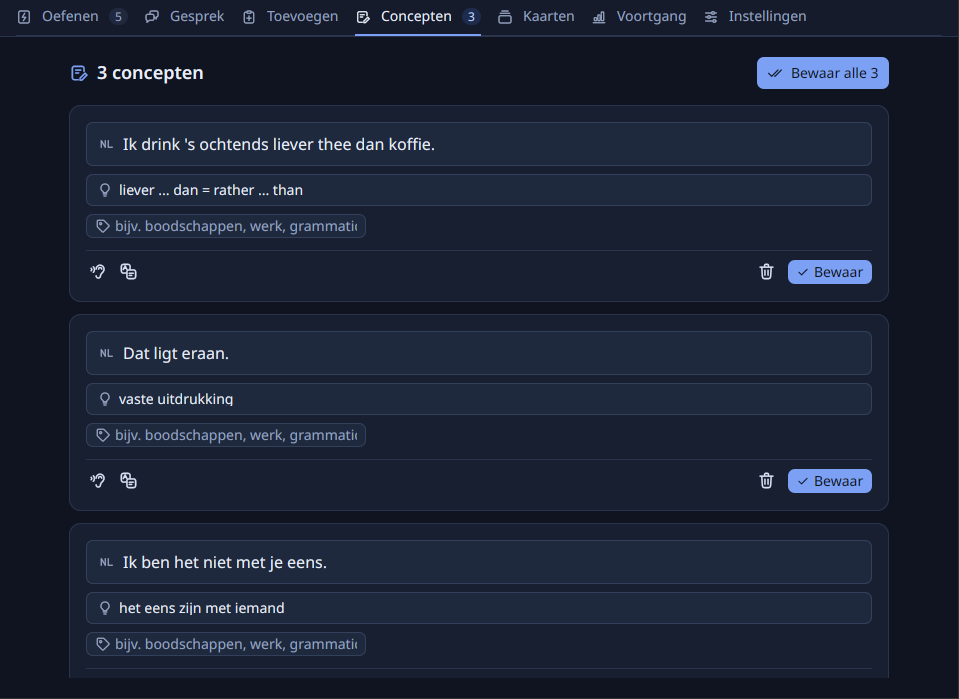 Oefenen 5 Gesprek Toevoegen Concepten 3 Kaarten Voortgang Instellingen
3 concepten
Bewaar alle 3
NL Ik drink 's ochtends liever thee dan koffie.
liever ... dan = rather ... than
bijv. boodschappen, werk, grammatic
Bewaar
NL Dat ligt eraan.
vaste uitdrukking
bijv. boodschappen, werk, grammatic
Bewaar
NL Ik ben het niet met je eens.
het eens zijn met iemand
bijv. boodschappen, werk, grammatic